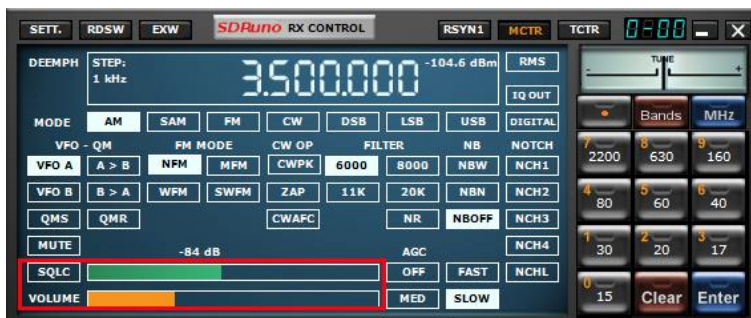 SETT. RDSW EXW SDRuno RX CONTROL RSYN1 MCTR TCTR 0-00 X
DEEMPH STEP: 3.500.000 -104.6 dBm RMS TUNE
1 kHz - +
IQ OUT
• Bands MHz
MODE AM SAM FM CW DSB LSB USB DIGITAL
VFO - QM FM MODE CW OP FILTER NB NOTCH
7 2200 8 630 9 160
VFO A A > B NFM MFM CWPK 6000 8000 NBW NCH1
VFO B B > A WFM SWFM ZAP 11K 20K NBN NCH2
4 80 5 60 6 40
QMS QMR CWAFC NR NBOFF NCH3
MUTE -84 dB AGC NCH4
1 30 2 20 3 17
SQLC OFF FAST NCHL
VOLUME MED SLOW
0 15 Clear Enter